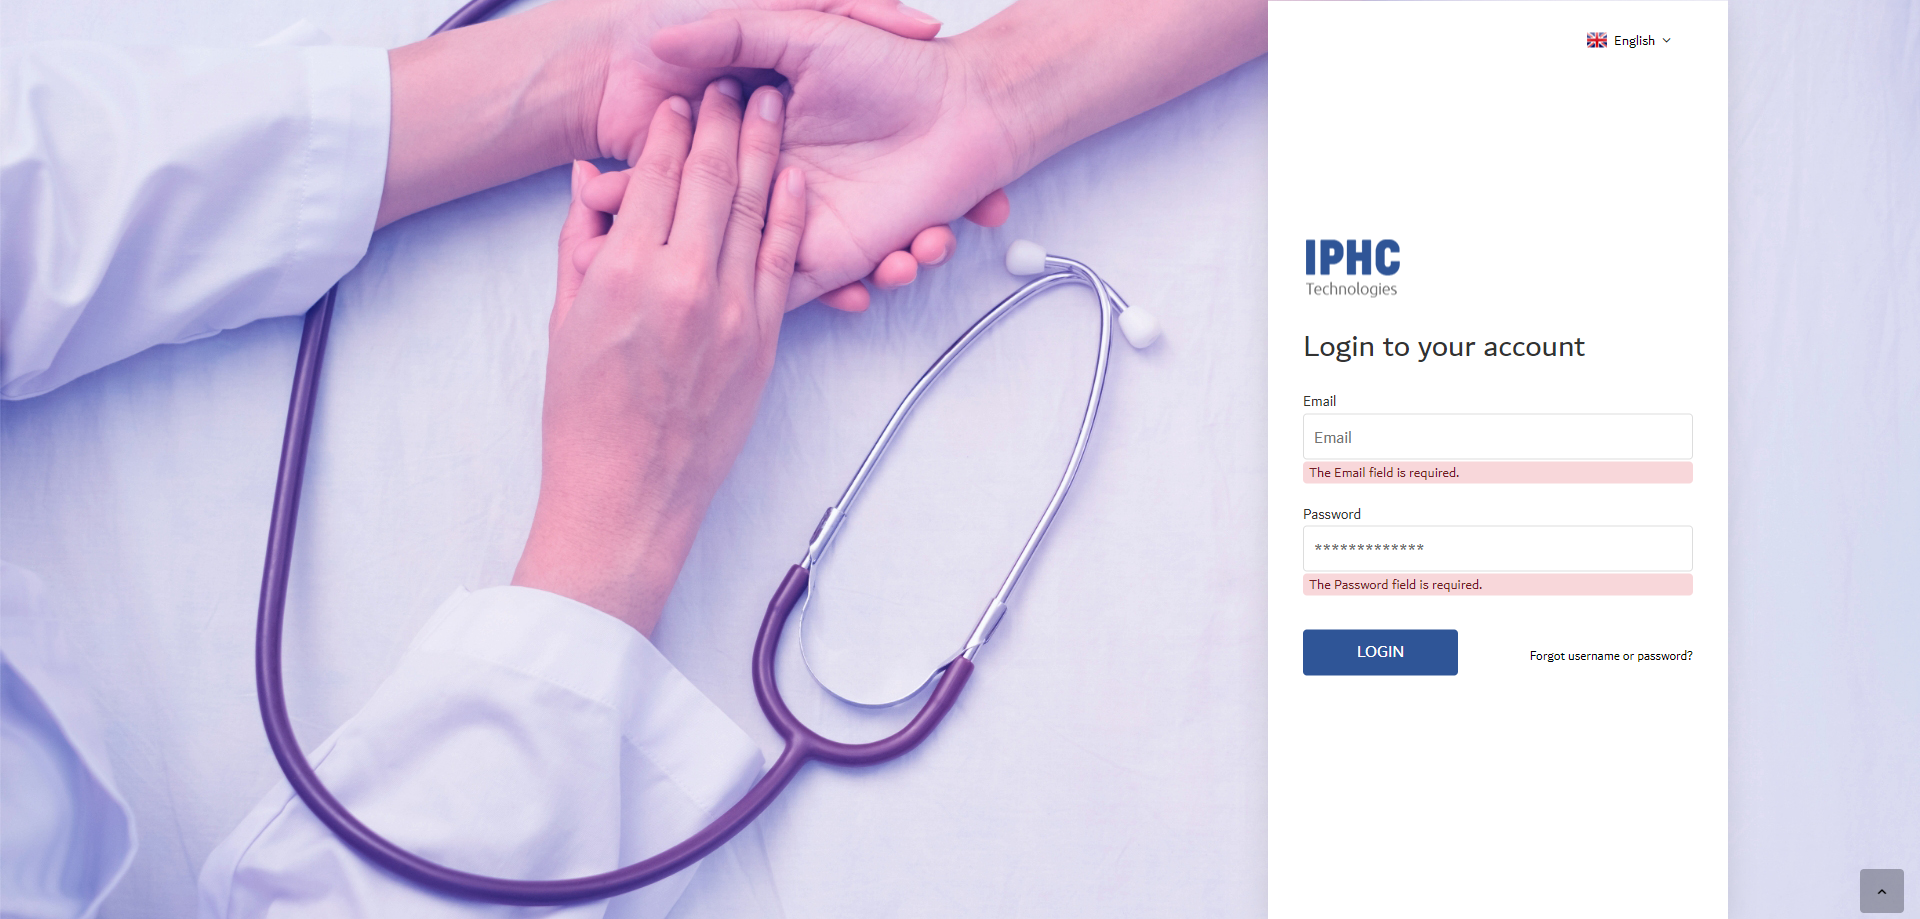 English
IPHC
Technologies
Login to your account
Email
Email
The Email field is required.
Password
*************
The Password field is required.
LOGIN
Forgot username or password?